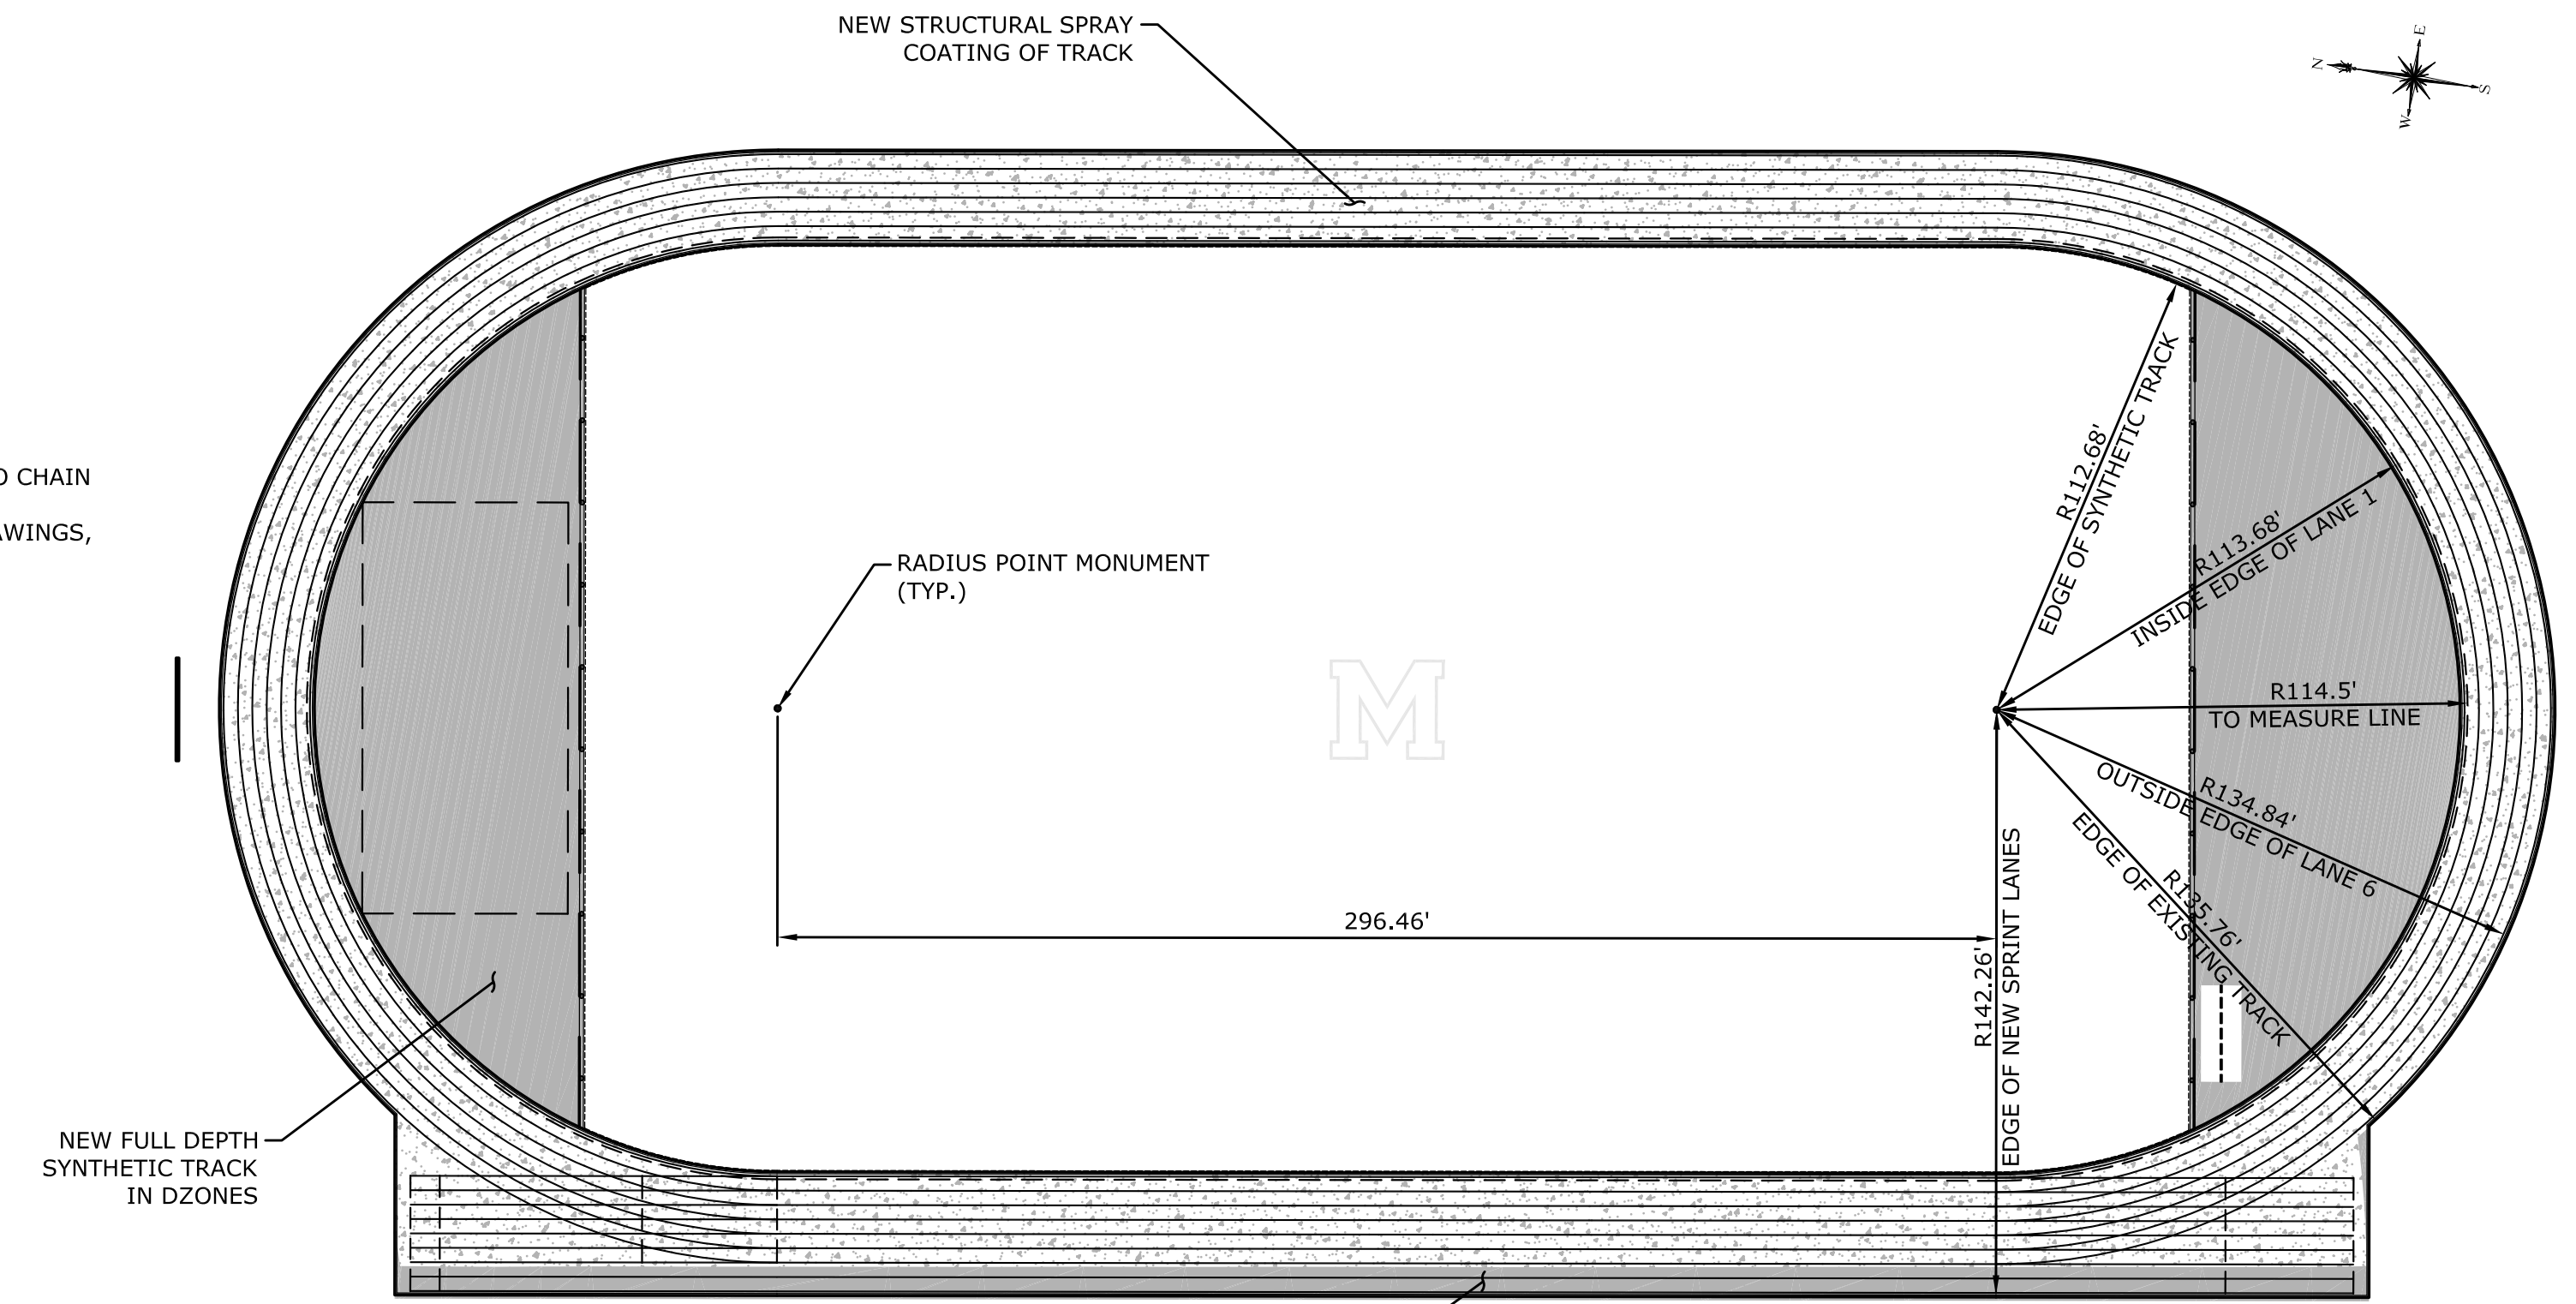 NEW STRUCTURAL SPRAY
COATING OF TRACK
N
E
S
W
O CHAIN
AWINGS,
RADIUS POINT MONUMENT
(TYP.)
M
R112.68'
EDGE OF SYNTHETIC TRACK
R113.68'
INSIDE EDGE OF LANE 1
R114.5'
TO MEASURE LINE
R134.84'
OUTSIDE EDGE OF LANE 6
R135.76'
EDGE OF EXISTING TRACK
296.46'
R142.26'
EDGE OF NEW SPRINT LANES
NEW FULL DEPTH
SYNTHETIC TRACK
IN DZONES